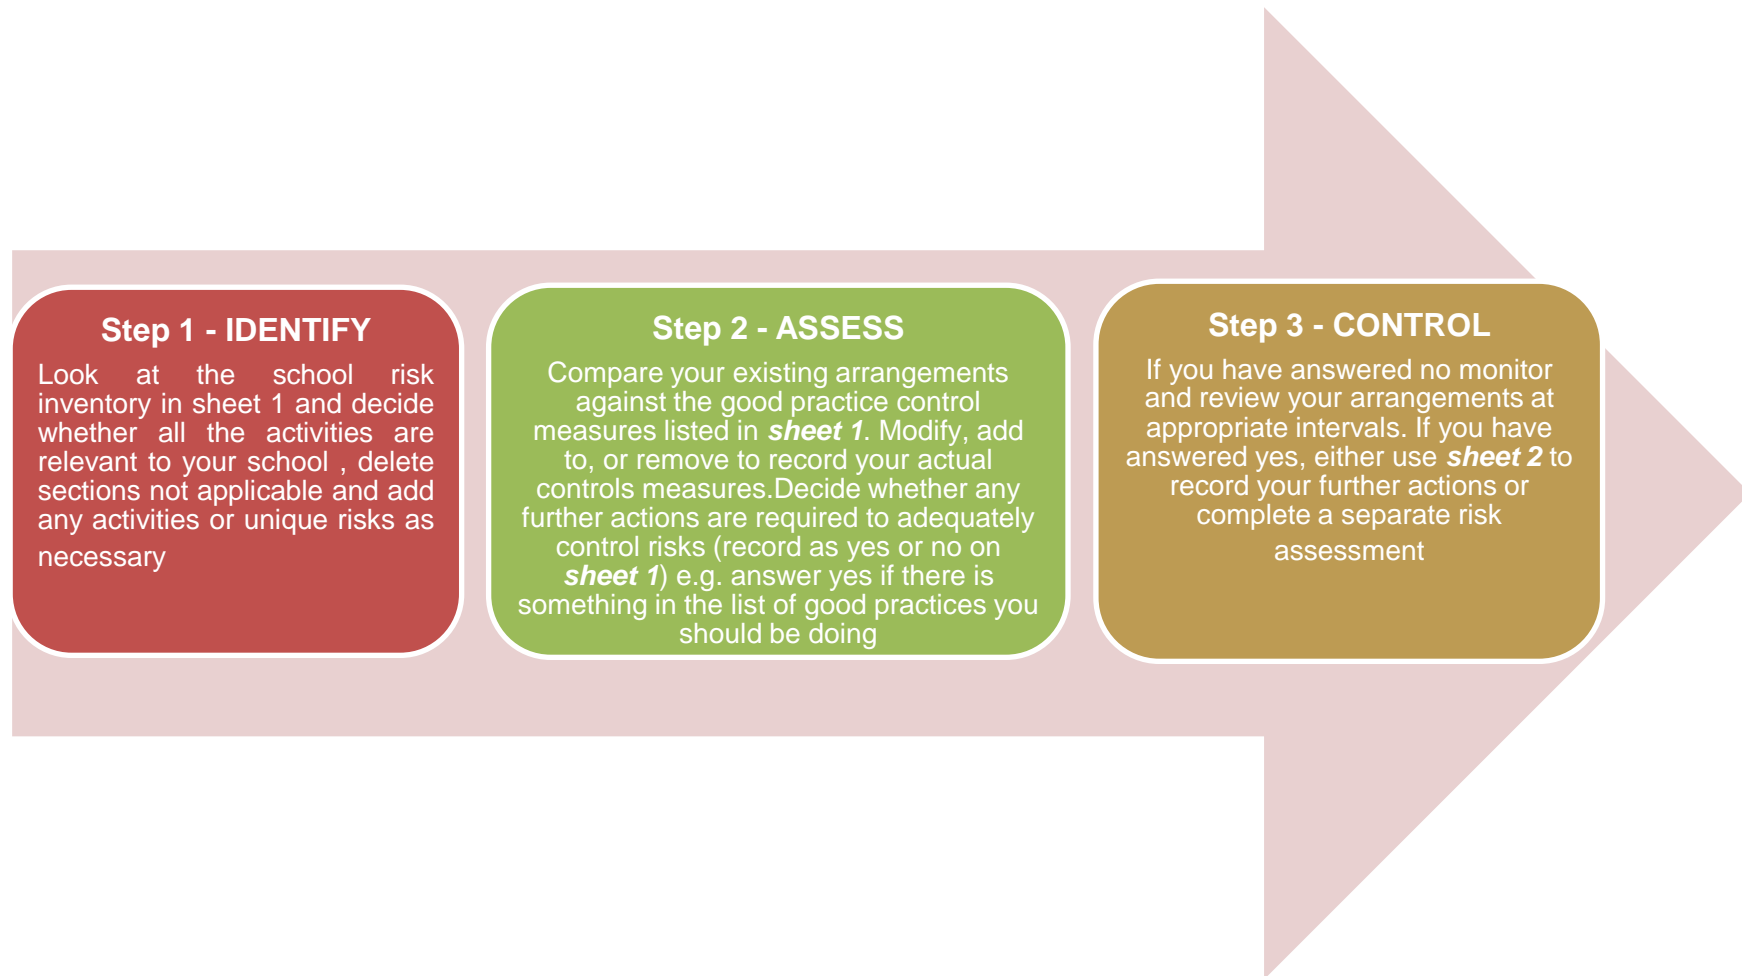 Step 1 - IDENTIFY
Look at the school risk
inventory in sheet 1 and decide
whether all the activities are
relevant to your school , delete
sections not applicable and add
any activities or unique risks as
necessary
Step 2 - ASSESS
Compare your existing arrangements
against the good practice control
measures listed in sheet 1. Modify, add
to, or remove to record your actual
controls measures.Decide whether any
further actions are required to adequately
control risks (record as yes or no on
sheet 1) e.g. answer yes if there is
something in the list of good practices you
should be doing
Step 3 - CONTROL
If you have answered no monitor
and review your arrangements at
appropriate intervals. If you have
answered yes, either use sheet 2 to
record your further actions or
complete a separate risk
assessment